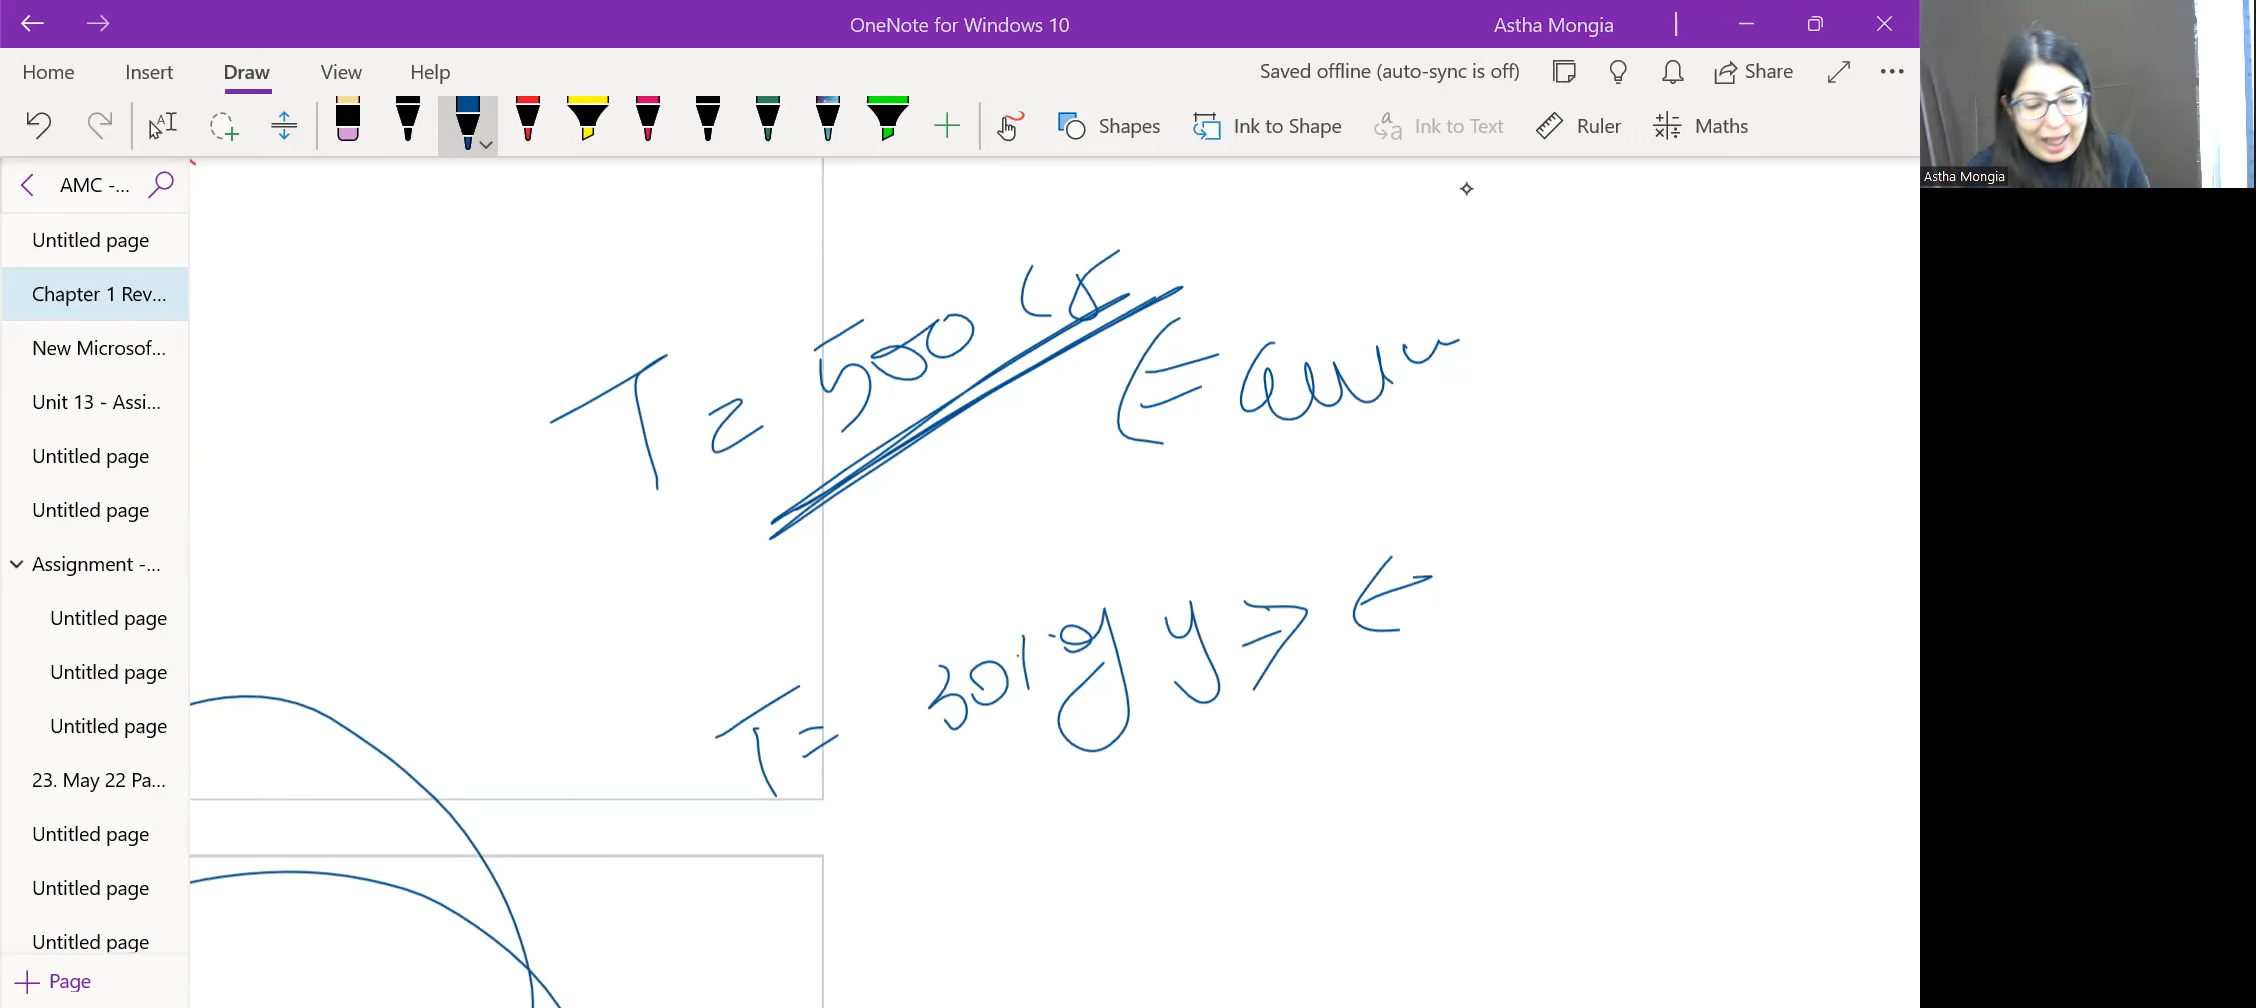 OneNote for Windows 10
Astha Mongia
Home Insert Draw View Help
Saved offline (auto-sync is off) Share
Shapes Ink to Shape Ink to Text Ruler Maths
AMC -...
Untitled page
Chapter 1 Rev...
New Microsof...
Unit 13 - Assi...
Untitled page
Untitled page
Assignment -...
Untitled page
Untitled page
Untitled page
23. May 22 Pa...
Untitled page
Untitled page
Untitled page
Page
T = 500 Cr
T =
Astha Mongia